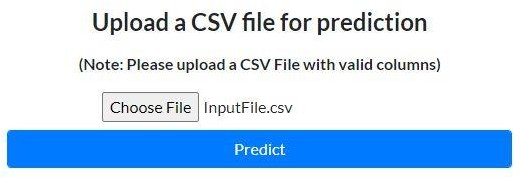 Upload a CSV file for prediction
(Note: Please upload a CSV File with valid columns)
Choose File InputFile.csv
Predict